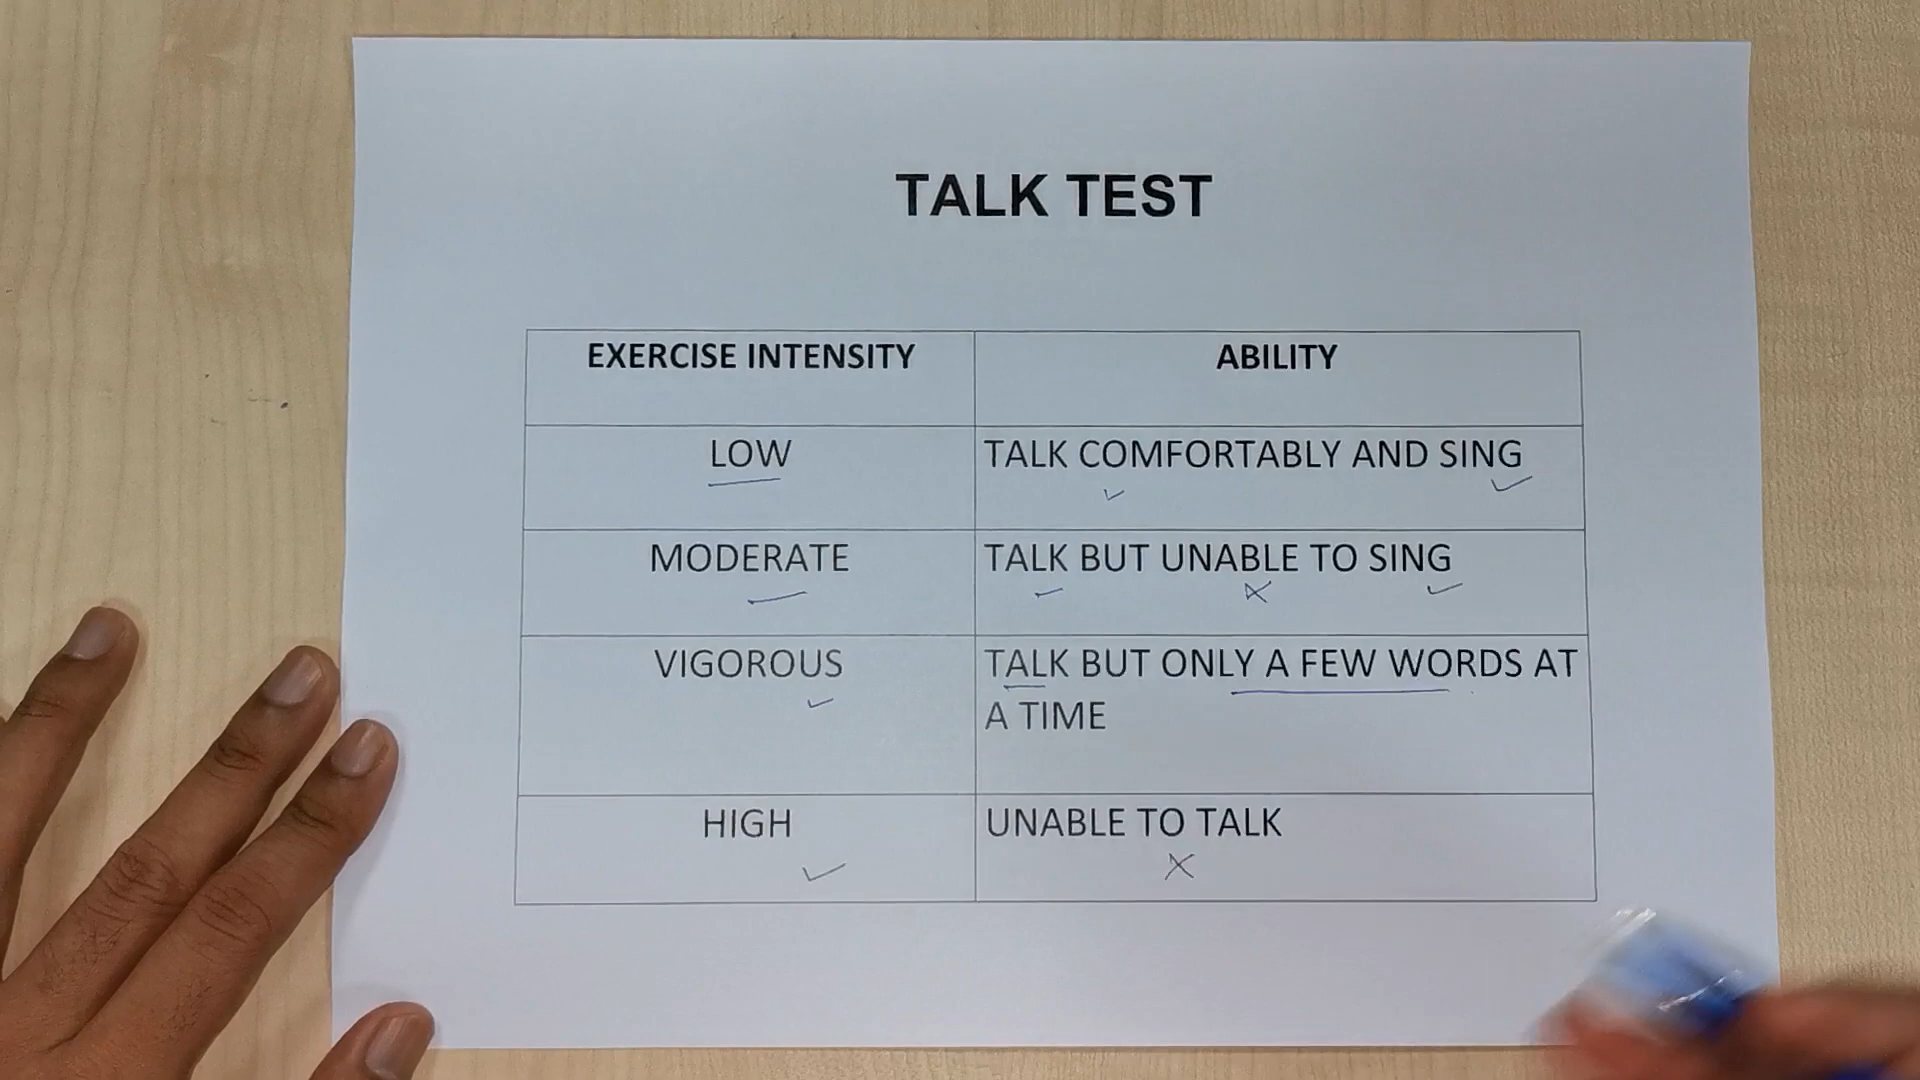 TALK TEST
EXERCISE INTENSITY
ABILITY
LOW
TALK COMFORTABLY AND SING
MODERATE
TALK BUT UNABLE TO SING
VIGOROUS
TALK BUT ONLY A FEW WORDS AT
A TIME
HIGH
UNABLE TO TALK